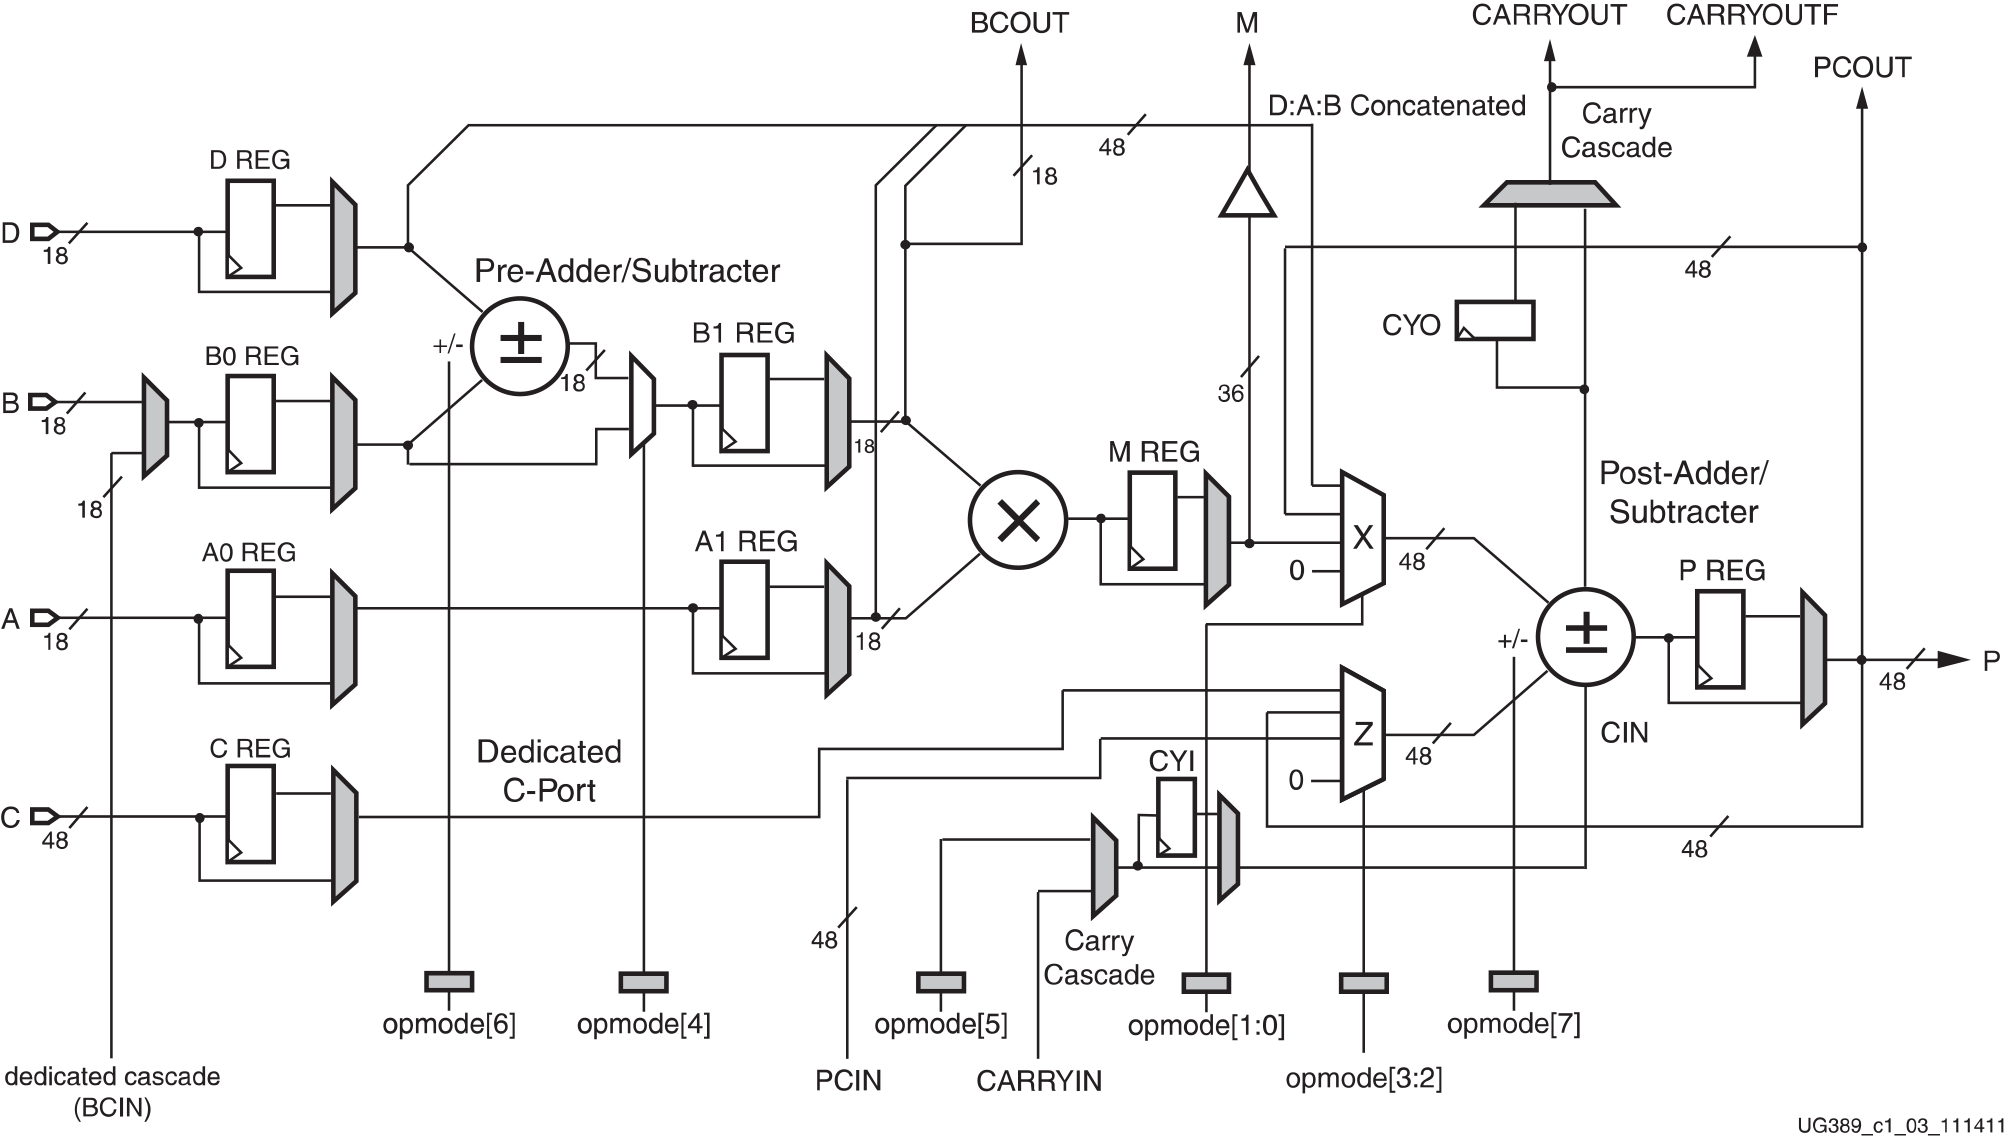 BCOUT
M
CARRYOUT
CARRYOUTF
PCOUT
D:A:B Concatenated
48
Carry
Cascade
18
D REG
D
18
Pre-Adder/Subtracter
48
B0 REG
+/-
±
18
B1 REG
CYO
B
18
36
18
18
M REG
Post-Adder/
Subtracter
A0 REG
A1 REG
×
X
48
0
P REG
A
18
18
+/-
±
P
48
C REG
Dedicated
C-Port
CYI
Z
48
CIN
0
C
48
48
48
Carry
Cascade
opmode[6]
opmode[4]
opmode[5]
opmode[1:0]
opmode[7]
dedicated cascade
(BCIN)
PCIN
CARRYIN
opmode[3:2]
UG389_c1_03_111411